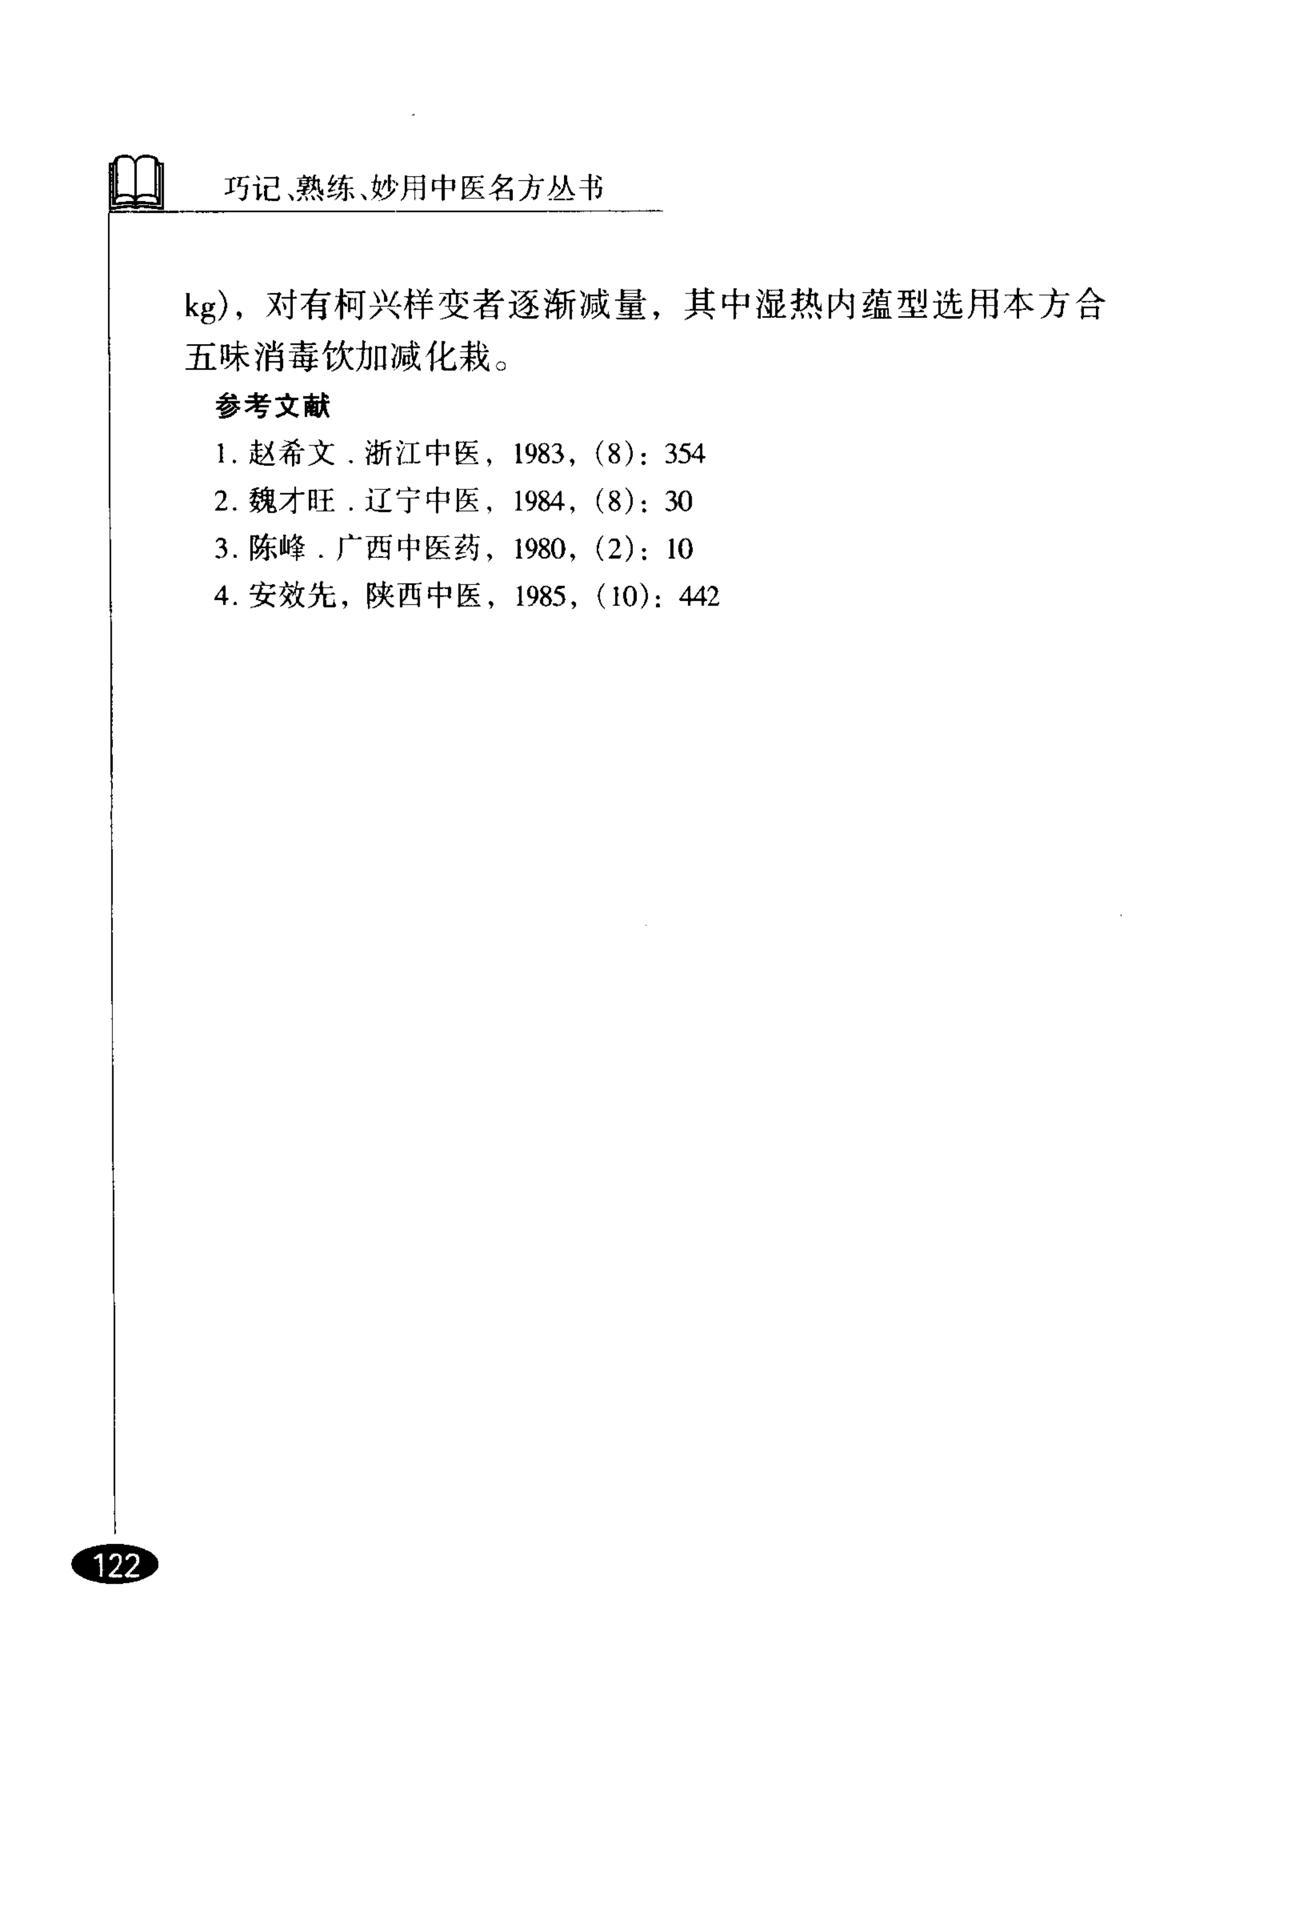 巧记、熟练、妙用中医名方丛书
kg)，对有柯兴样变者逐渐减量，其中湿热内蕴型选用本方合
五味消毒饮加减化栽。
参考文献
1. 赵希文．浙江中医，1983，(8)：354
2. 魏才旺．辽宁中医，1984，(8)：30
3. 陈峰．广西中医药，1980，(2)：10
4. 安效先，陕西中医，1985，(10)：442
122